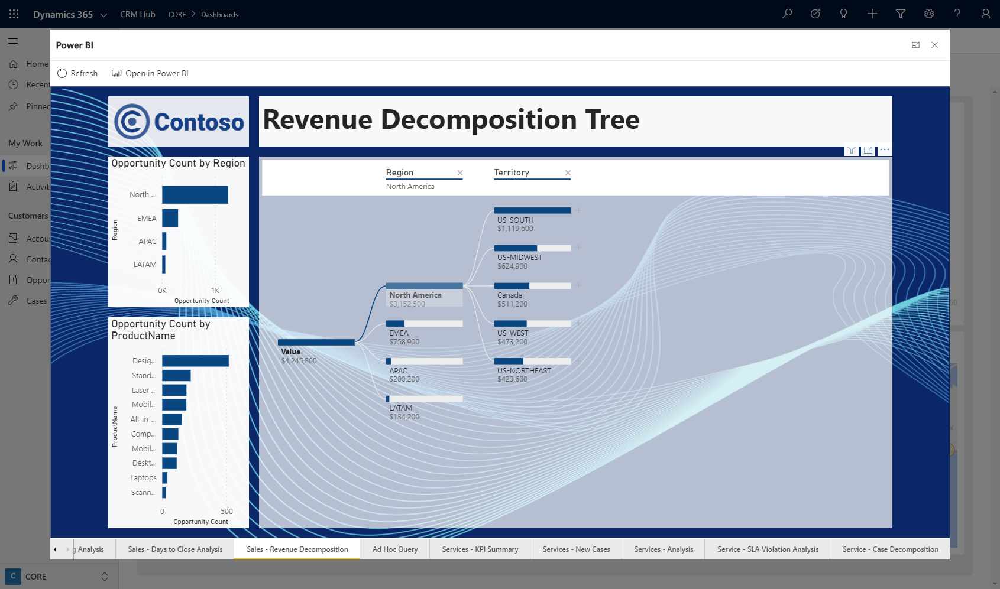 Dynamics 365
CRM Hub
CORE
Dashboards
Power BI
Refresh
Open in Power BI
Home
Recent
Pinned
My Work
Dashb
Activiti
Customers
Accou
Contac
Oppor
Cases
C CORE
Contoso
Revenue Decomposition Tree
Opportunity Count by Region
Region
North ...
EMEA
APAC
LATAM
0K 1K
Opportunity Count
Opportunity Count by
ProductName
ProductName
Desig...
Stand...
Laser ...
Mobil...
All-in-...
Comp...
Mobil...
Deskt...
Laptops
Scann...
0 500
Opportunity Count
Region
North America
Territory
Value
$4,245,800
North America
$3,152,500
EMEA
$758,900
APAC
$200,200
LATAM
$134,200
US-SOUTH
$1,119,600
US-MIDWEST
$624,900
Canada
$511,200
US-WEST
$473,200
US-NORTHEAST
$423,600
Analysis
Sales - Days to Close Analysis
Sales - Revenue Decomposition
Ad Hoc Query
Services - KPI Summary
Services - New Cases
Services - Analysis
Service - SLA Violation Analysis
Service - Case Decomposition